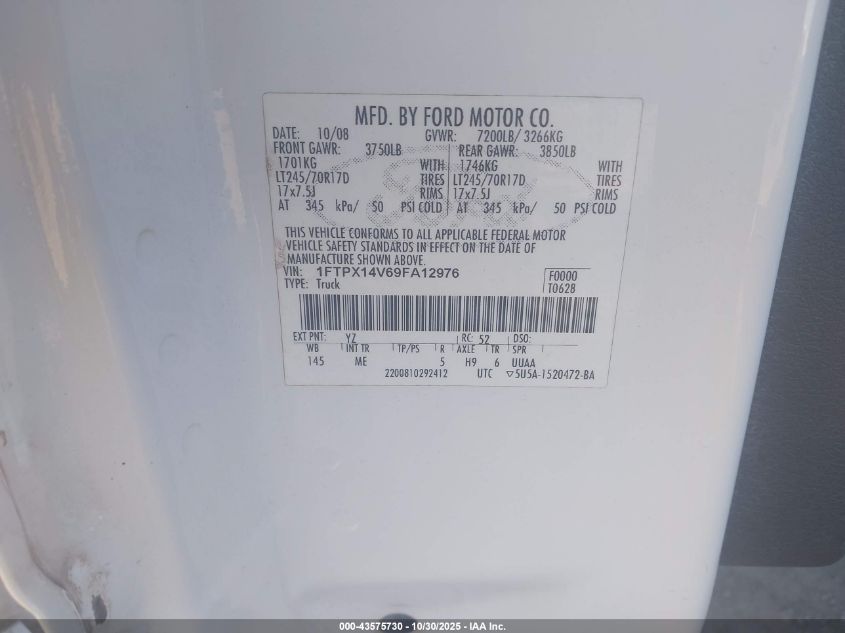 MFD. BY FORD MOTOR CO.
DATE: 10/08 GVWR: 7200LB/ 3266KG
FRONT GAWR: 3750LB REAR GAWR: 3850LB
1701KG WITH 1746KG WITH
LT245/70R17D TIRES LT245/70R17D TIRES
17x7.5J RIMS 17x7.5J RIMS
AT 345 kPa/ 50 PSI COLD AT 345 kPa/ 50 PSI COLD
THIS VEHICLE CONFORMS TO ALL APPLICABLE FEDERAL MOTOR
VEHICLE SAFETY STANDARDS IN EFFECT ON THE DATE OF
MANUFACTURE SHOWN ABOVE.
VIN: 1FTPX14V69FA12976 F0000
TYPE: Truck T0628
EXT PNT: YZ RC: 52 DSO:
WB INT TR TP/PS R AXLE TR SPR
145 ME 5 H9 6 UUAA
2200810292412 UTC ▽5U5A-1520472-BA
000-43575730 - 10/30/2025 - IAA Inc.